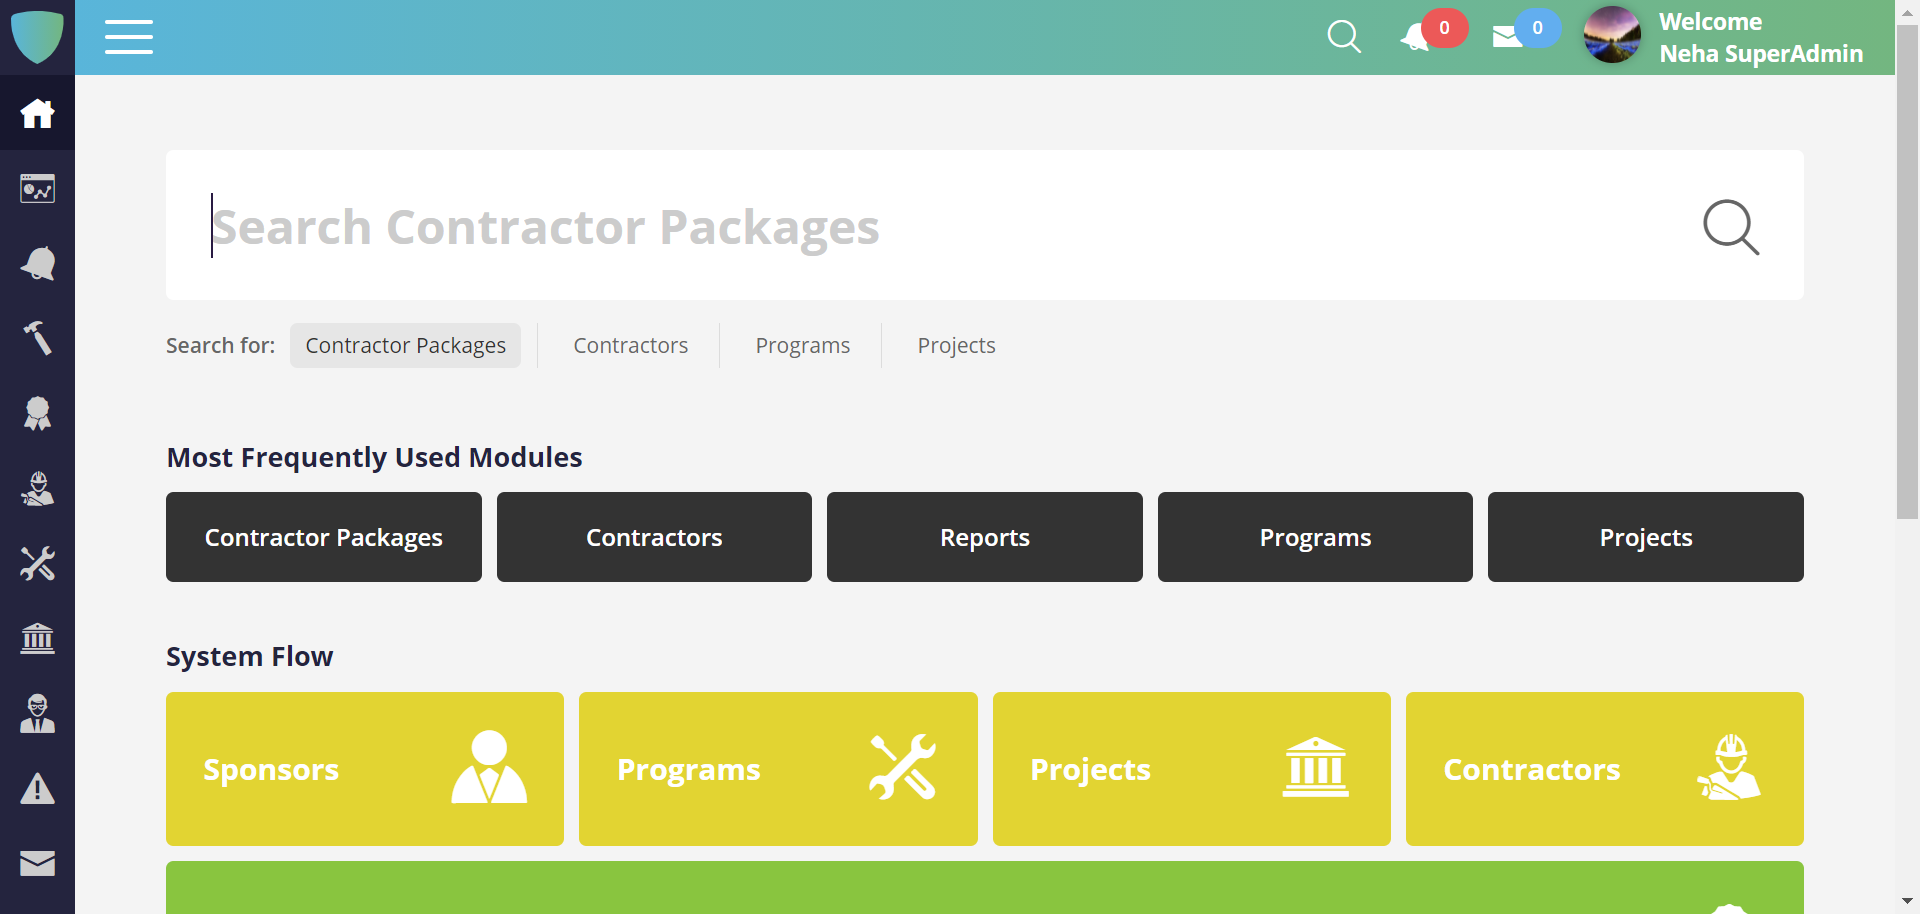 0
0
Welcome
Neha SuperAdmin
Search Contractor Packages
Search for:
Contractor Packages
Contractors
Programs
Projects
Most Frequently Used Modules
Contractor Packages
Contractors
Reports
Programs
Projects
System Flow
Sponsors
Programs
Projects
Contractors